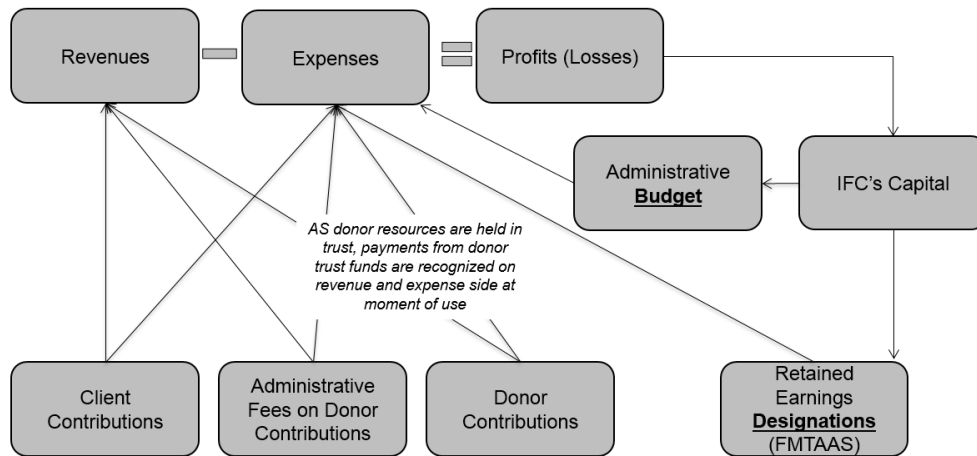 Revenues
Expenses
Profits (Losses)
Administrative
Budget
IFC's Capital
AS donor resources are held in
trust, payments from donor
trust funds are recognized on
revenue and expense side at
moment of use
Client
Contributions
Administrative
Fees on Donor
Contributions
Donor
Contributions
Retained
Earnings
Designations
(FMTAAS)